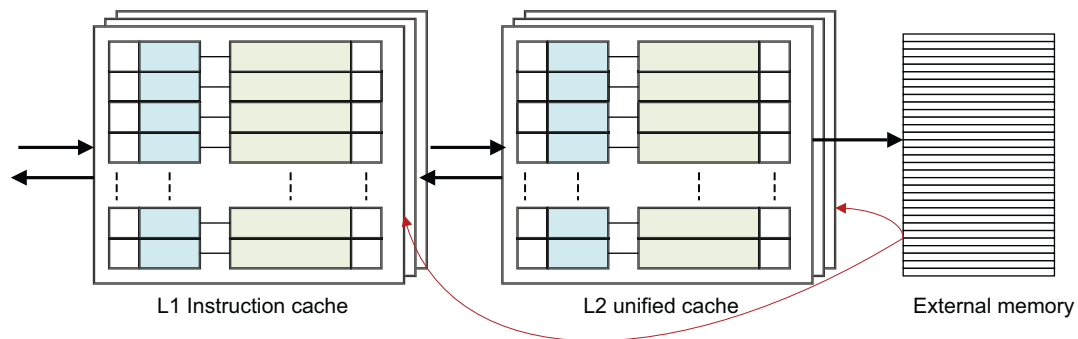 L1 Instruction cache
L2 unified cache
External memory